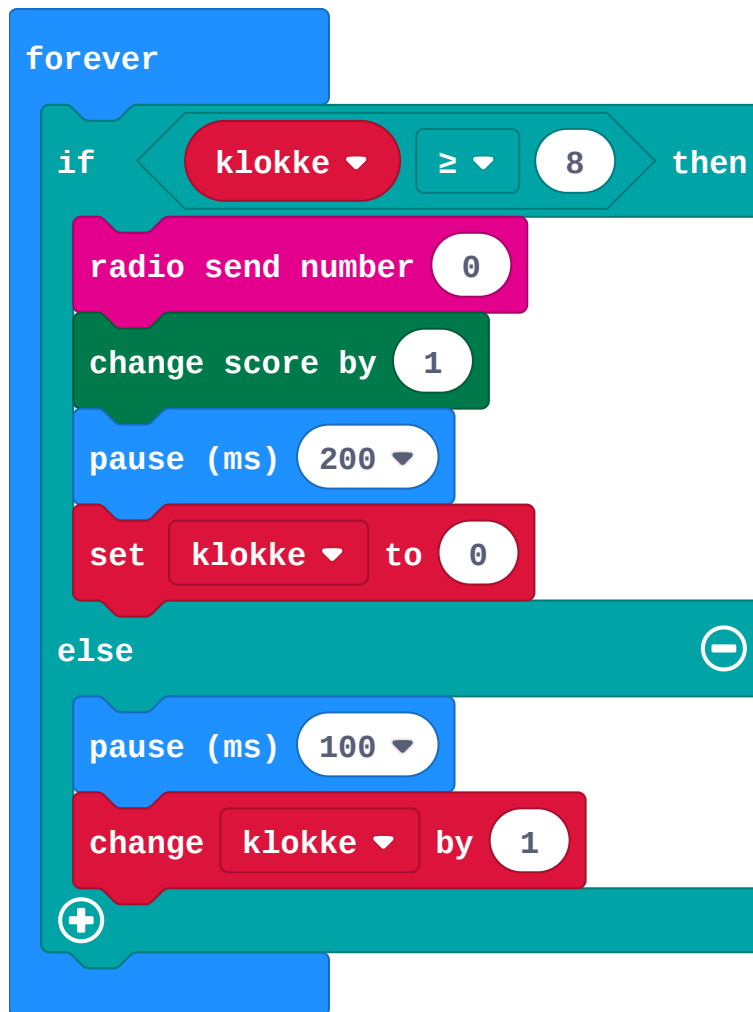 forever
if klokke ≥ 8 then
radio send number 0
change score by 1
pause (ms) 200
set klokke to 0
else
pause (ms) 100
change klokke by 1